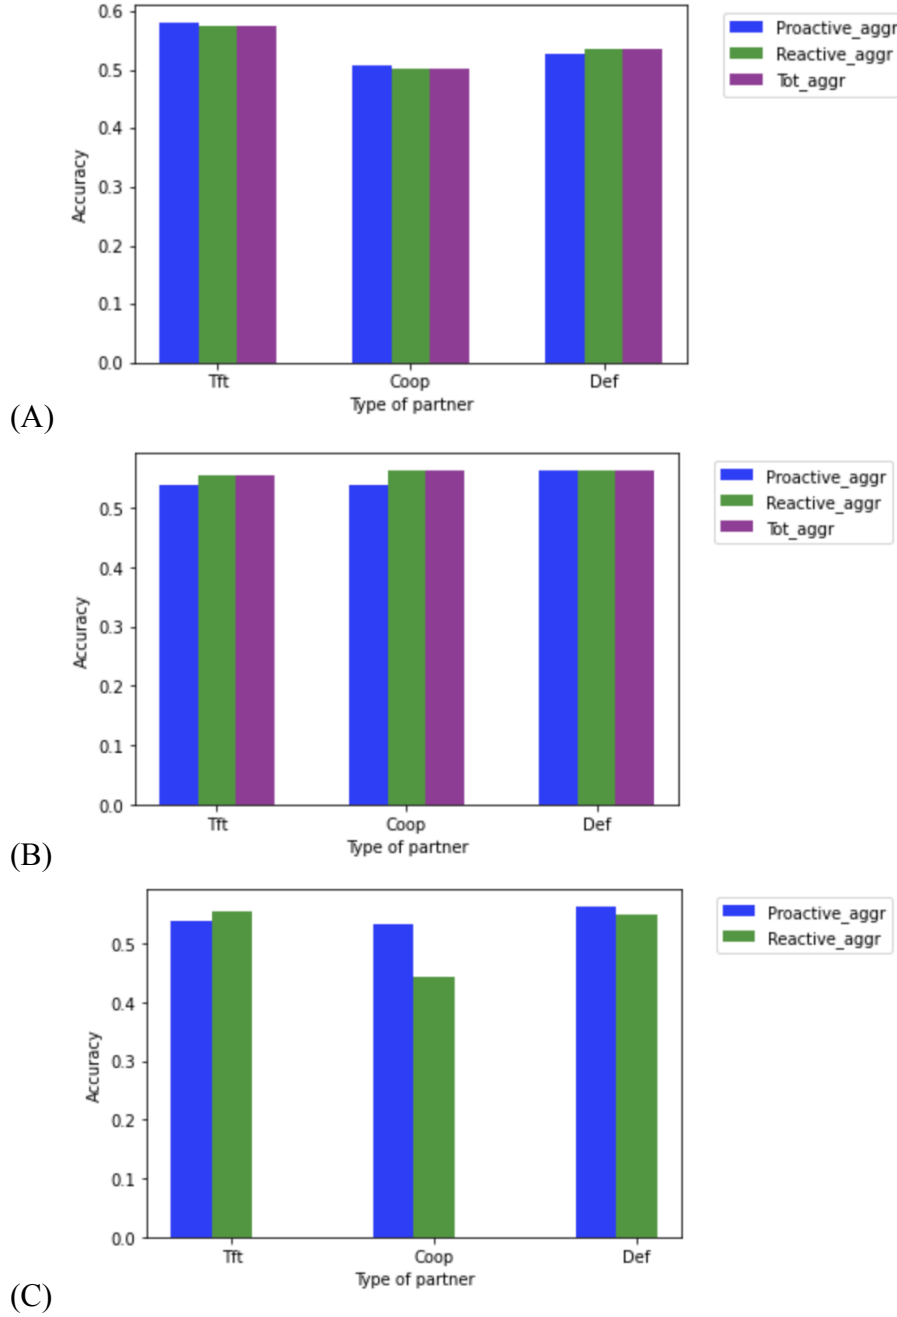 0.6
0.5
0.4
0.3
0.2
0.1
0.0
Accuracy
Tft Coop Def
Type of partner
Proactive_aggr
Reactive_aggr
Tot_aggr
(A)
0.5
0.4
0.3
0.2
0.1
0.0
Accuracy
Tft Coop Def
Type of partner
Proactive_aggr
Reactive_aggr
Tot_aggr
(B)
0.5
0.4
0.3
0.2
0.1
0.0
Accuracy
Tft Coop Def
Type of partner
Proactive_aggr
Reactive_aggr
(C)